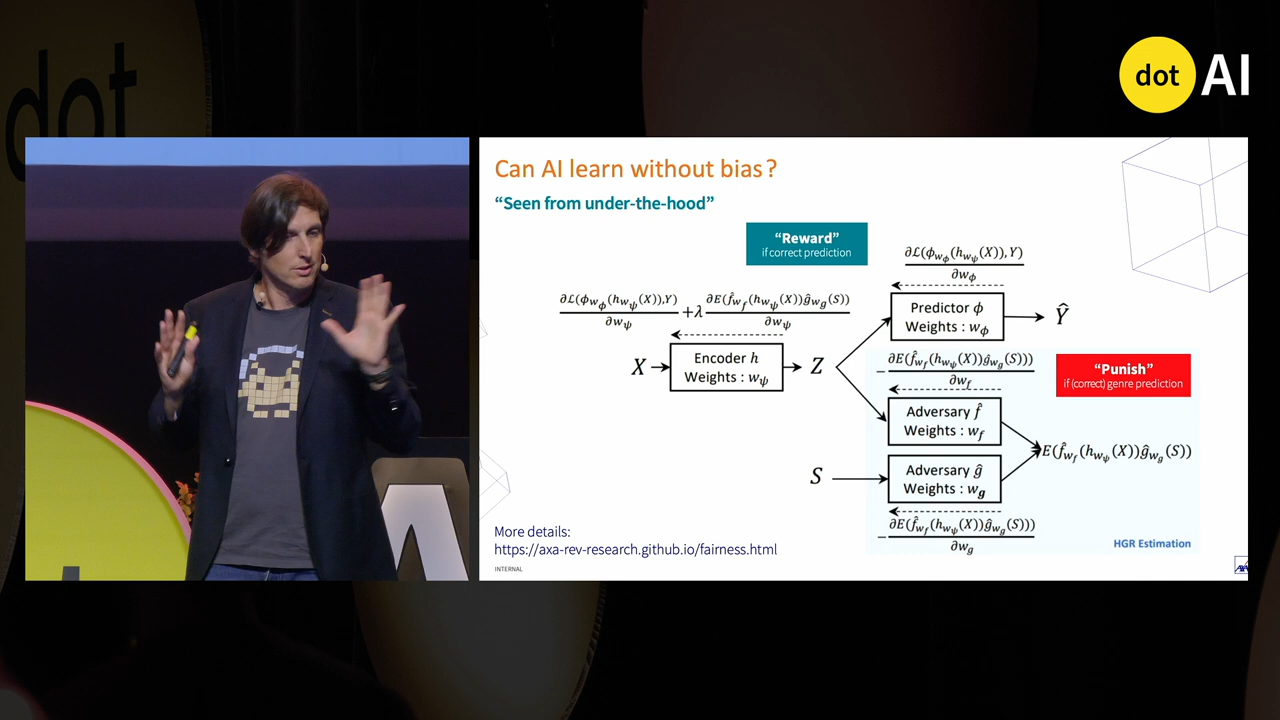 dot
dot AI
Can AI learn without bias?
“Seen from under-the-hood”
“Reward”
if correct prediction
∂ℒ(ϕ_{w_ϕ}(h_{w_ψ}(X)),Y)/∂w_ϕ
∂ℒ(ϕ_{w_ϕ}(h_{w_ψ}(X)),Y)/∂w_ψ +λ ∂E(f̂_{w_f}(h_{w_ψ}(X))ĝ_{w_g}(S))/∂w_ψ
Predictor ϕ
Weights : w_ϕ
Ŷ
X
Encoder h
Weights : w_ψ
Z
−∂E(f̂_{w_f}(h_{w_ψ}(X))ĝ_{w_g}(S)))/∂w_f
“Punish”
if (correct) genre prediction
Adversary f̂
Weights : w_f
E(f̂_{w_f}(h_{w_ψ}(X))ĝ_{w_g}(S))
S
Adversary ĝ
Weights : w_g
−∂E(f̂_{w_f}(h_{w_ψ}(X))ĝ_{w_g}(S)))/∂w_g
HGR Estimation
More details:
https://axa-rev-research.github.io/fairness.html
INTERNAL